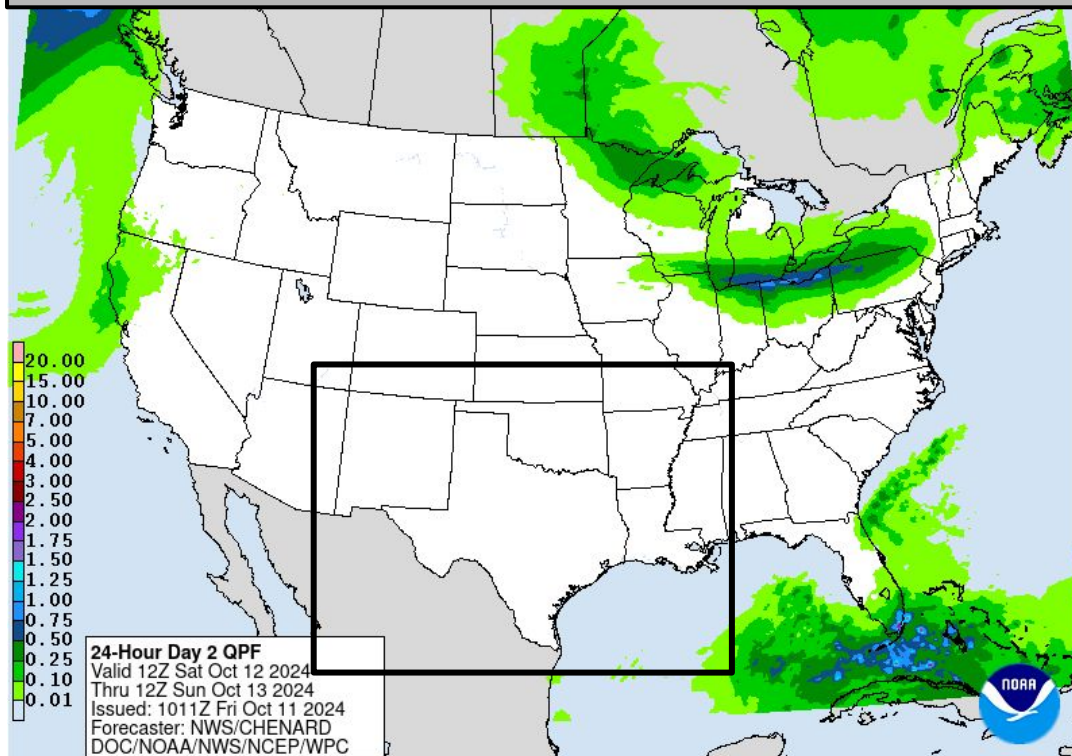 20.00
15.00
10.00
7.00
5.00
4.00
3.00
2.50
2.00
1.75
1.50
1.25
1.00
0.75
0.50
0.25
0.10
0.01
24-Hour Day 2 QPF
Valid 12Z Sat Oct 12 2024
Thru 12Z Sun Oct 13 2024
Issued: 1011Z Fri Oct 11 2024
Forecaster: NWS/CHENARD
DOC/NOAA/NWS/NCEP/WPC
NOAA